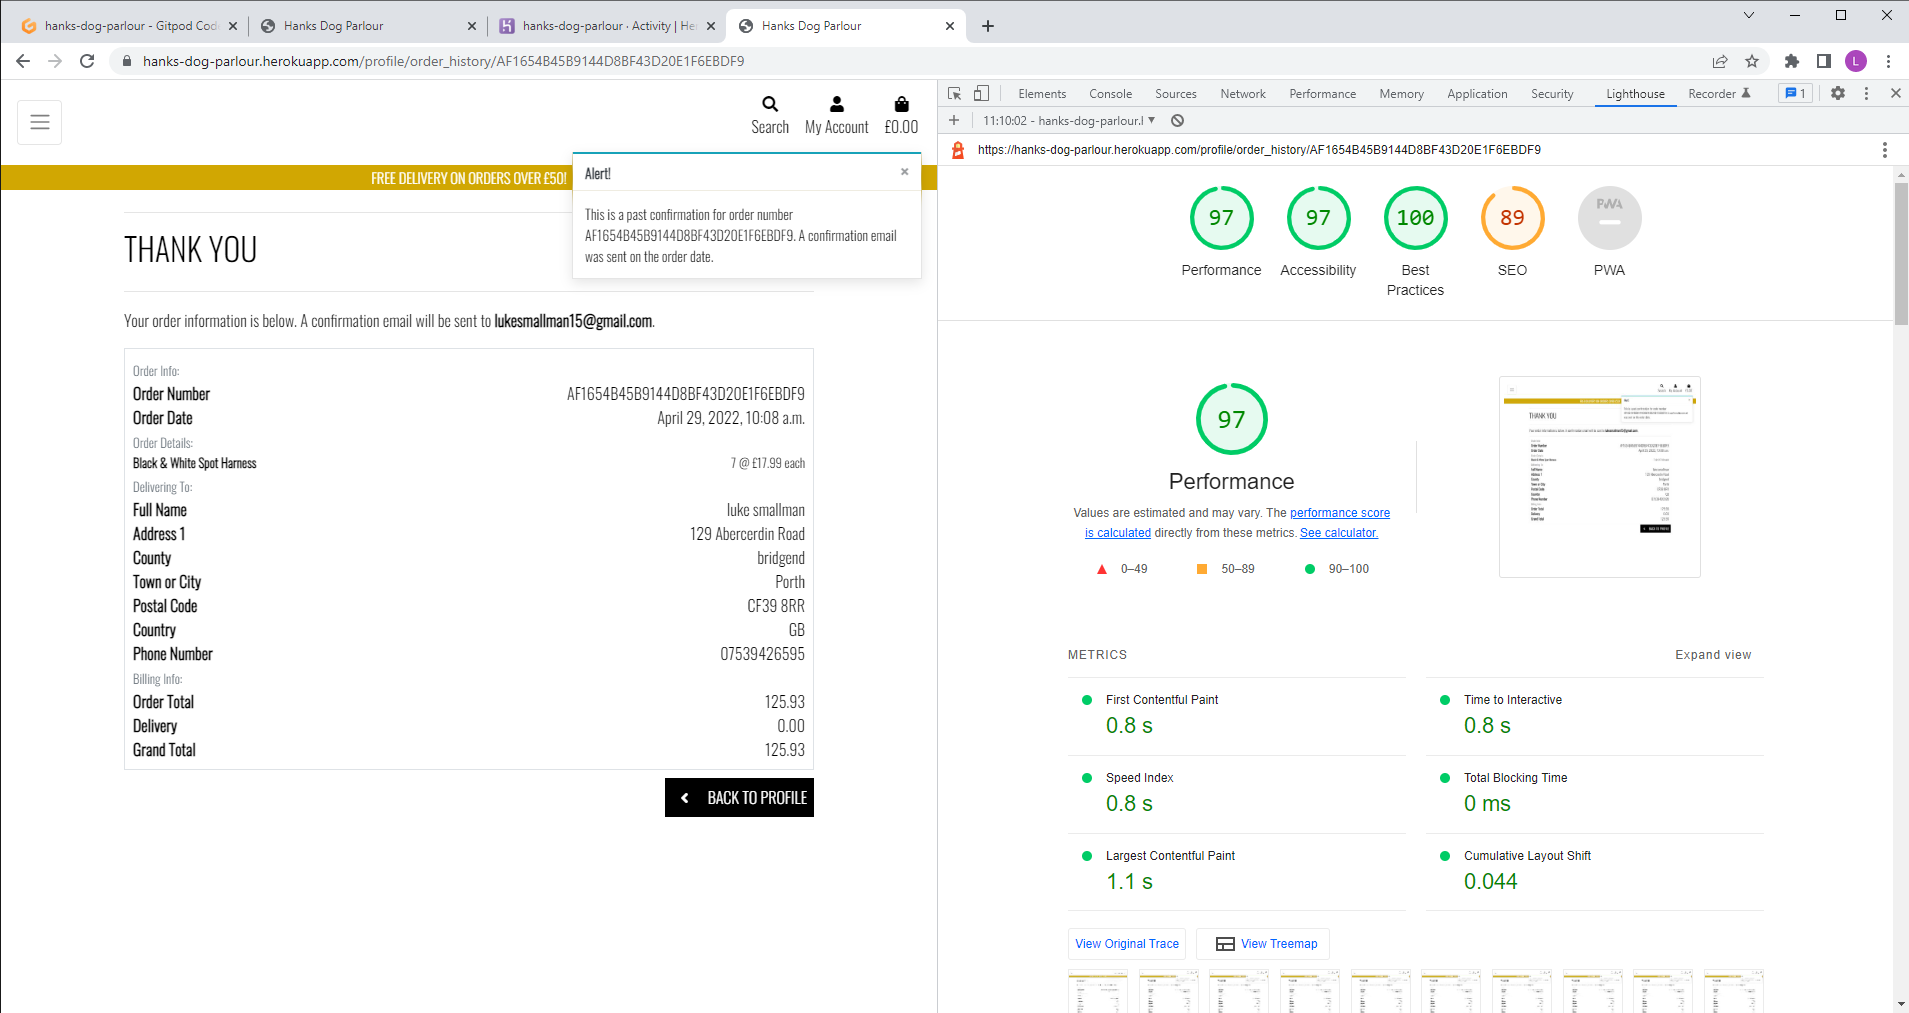 hanks-dog-parlour - Gitpod Code
Hanks Dog Parlour
hanks-dog-parlour · Activity | Her
Hanks Dog Parlour
hanks-dog-parlour.herokuapp.com/profile/order_history/AF1654B45B9144D8BF43D20E1F6EBDF9
L
Search
My Account
£0.00
FREE DELIVERY ON ORDERS OVER £50!
Alert!
×
This is a past confirmation for order number
AF1654B45B9144D8BF43D20E1F6EBDF9. A confirmation email
was sent on the order date.
THANK YOU
Your order information is below. A confirmation email will be sent to lukesmallman15@gmail.com.
Order Info:
Order Number AF1654B45B9144D8BF43D20E1F6EBDF9
Order Date April 29, 2022, 10:08 a.m.
Order Details:
Black & White Spot Harness 7 @ £17.99 each
Delivering To:
Full Name luke smallman
Address 1 129 Abercerdin Road
County bridgend
Town or City Porth
Postal Code CF39 8RR
Country GB
Phone Number 07539426595
Billing Info:
Order Total 125.93
Delivery 0.00
Grand Total 125.93
BACK TO PROFILE
Elements Console Sources Network Performance Memory Application Security Lighthouse Recorder 1
11:10:02 - hanks-dog-parlour.l
https://hanks-dog-parlour.herokuapp.com/profile/order_history/AF1654B45B9144D8BF43D20E1F6EBDF9
97 97 100 89 PWA
Performance Accessibility Best Practices SEO PWA
97
Performance
Values are estimated and may vary. The performance score
is calculated directly from these metrics. See calculator.
0–49 50–89 90–100
METRICS
Expand view
First Contentful Paint
0.8 s
Time to Interactive
0.8 s
Speed Index
0.8 s
Total Blocking Time
0 ms
Largest Contentful Paint
1.1 s
Cumulative Layout Shift
0.044
View Original Trace
View Treemap